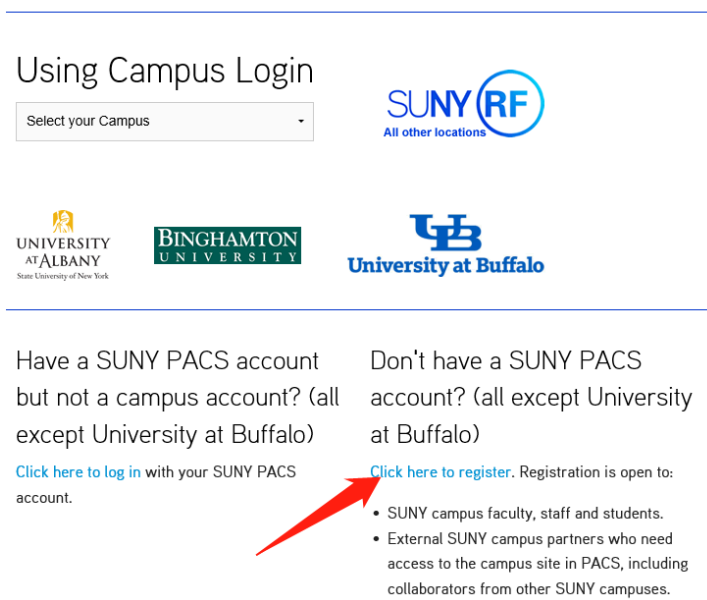 Using Campus Login
Select your Campus
SUNY RF
All other locations
UNIVERSITY
AT ALBANY
State University of New York
BINGHAMTON
UNIVERSITY
UB
University at Buffalo
Have a SUNY PACS account
but not a campus account? (all
except University at Buffalo)
Click here to log in with your SUNY PACS
account.
Don't have a SUNY PACS
account? (all except University
at Buffalo)
Click here to register. Registration is open to:
• SUNY campus faculty, staff and students.
• External SUNY campus partners who need
access to the campus site in PACS, including
collaborators from other SUNY campuses.